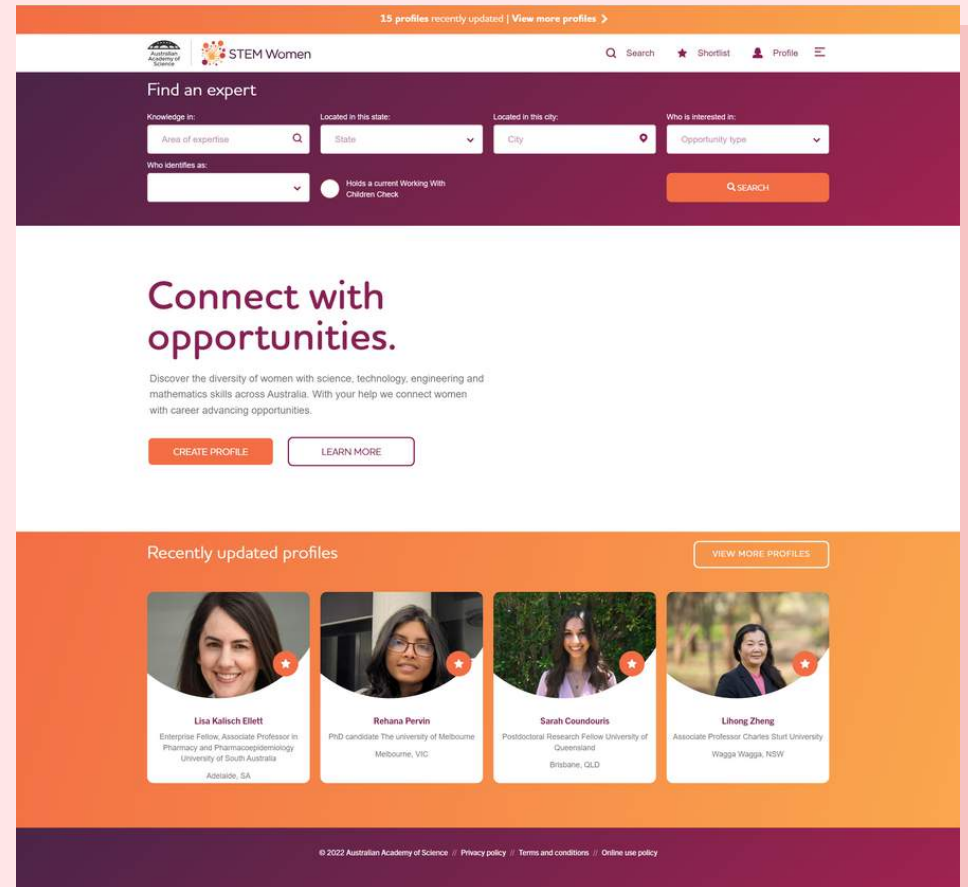 15 profiles recently updated | View more profiles
Australian
Academy of
Science
STEM Women
Search
Shortlist
Profile
Find an expert
Knowledge in:
Located in this state:
Located in this city:
Who is interested in:
Area of expertise
State
City
Opportunity type
Who identifies as:
Holds a current Working With
Children Check
SEARCH
Connect with
opportunities.
Discover the diversity of women with science, technology, engineering and
mathematics skills across Australia. With your help we connect women
with career advancing opportunities.
CREATE PROFILE
LEARN MORE
Recently updated profiles
VIEW MORE PROFILES
Lisa Kalisch Ellett
Enterprise Fellow, Associate Professor in
Pharmacy and Pharmacoepidemiology
University of South Australia
Adelaide, SA
Rehana Pervin
PhD candidate The university of Melbourne
Melbourne, VIC
Sarah Coundouris
Postdoctoral Research Fellow University of
Queensland
Brisbane, QLD
Lihong Zheng
Associate Professor Charles Sturt University
Wagga Wagga, NSW
© 2022 Australian Academy of Science // Privacy policy // Terms and conditions // Online use policy